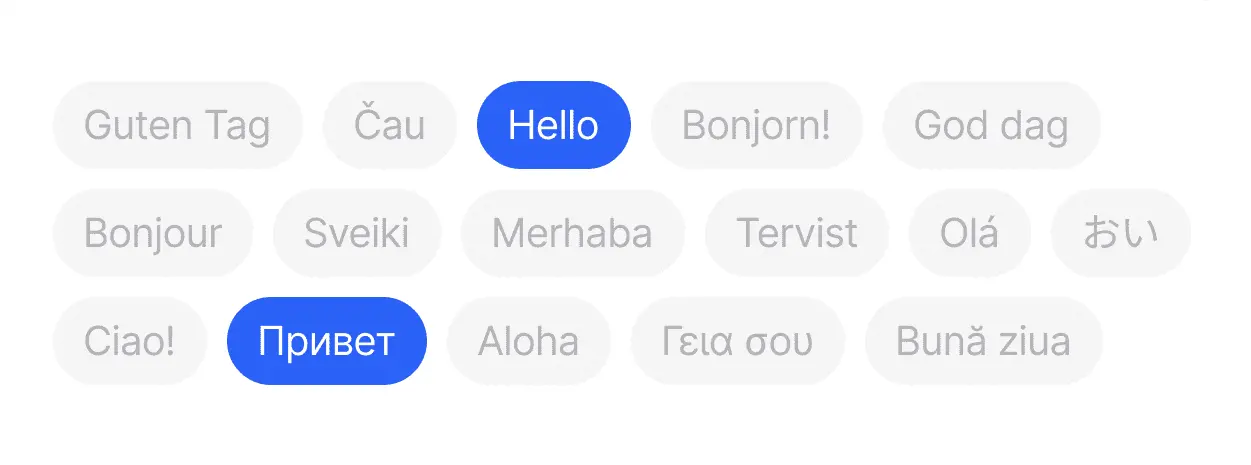 Guten Tag Čau Hello Bonjorn! God dag
Bonjour Sveiki Merhaba Tervist Olá おい
Ciao! Привет Aloha Γεια σου Bună ziua